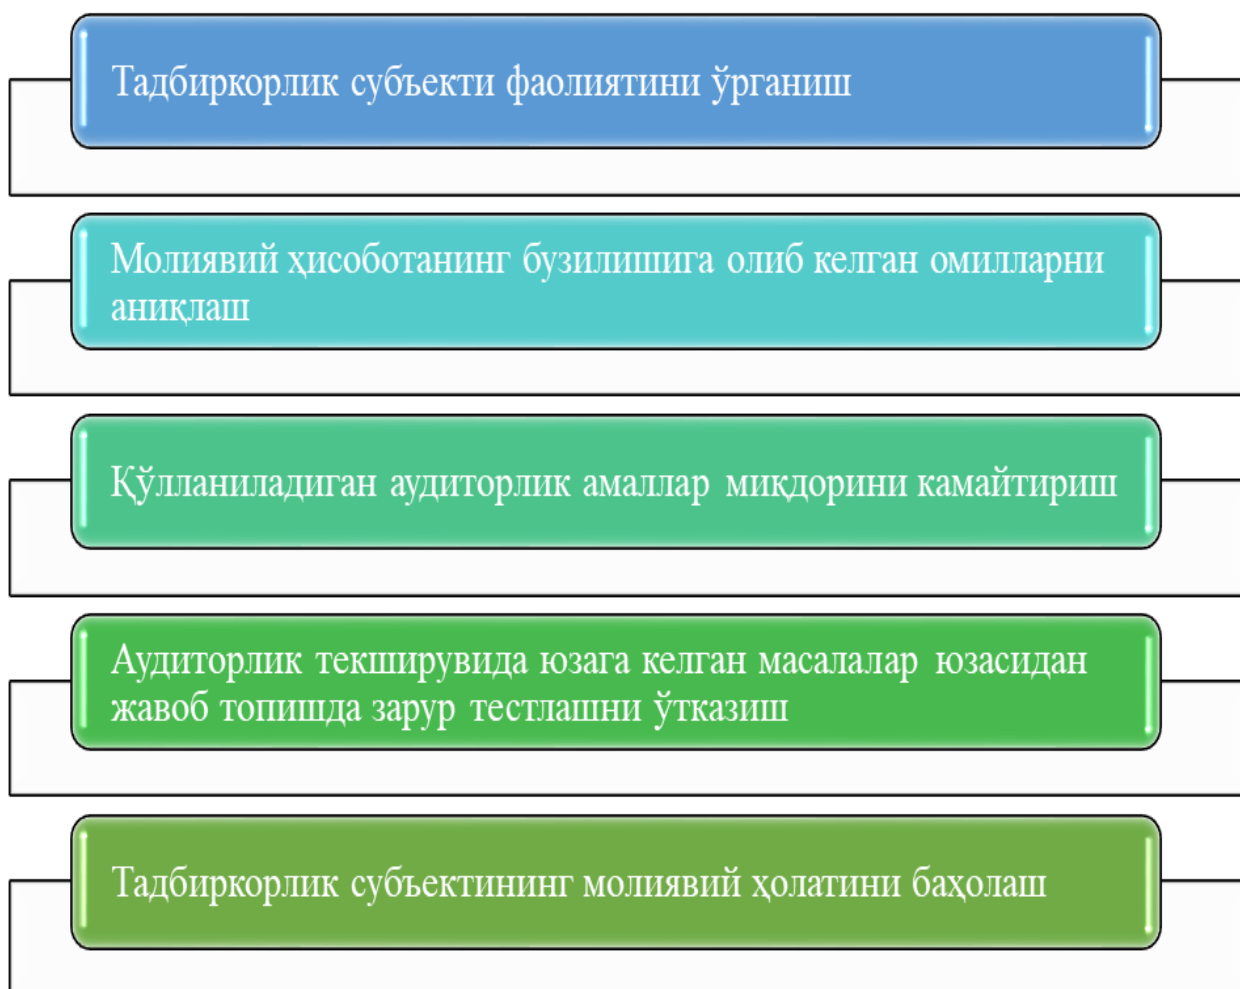 Тадбиркорлик субъекти фаолиятини ўрганиш
Молиявий ҳисоботанинг бузилишига олиб келган омилларни
аниқлаш
Қўлланиладиган аудиторлик амаллар миқдорини камайтириш
Аудиторлик текширувида юзага келган масалалар юзасидан
жавоб топишда зарур тестлашни ўтказиш
Тадбиркорлик субъектининг молиявий ҳолатини баҳолаш